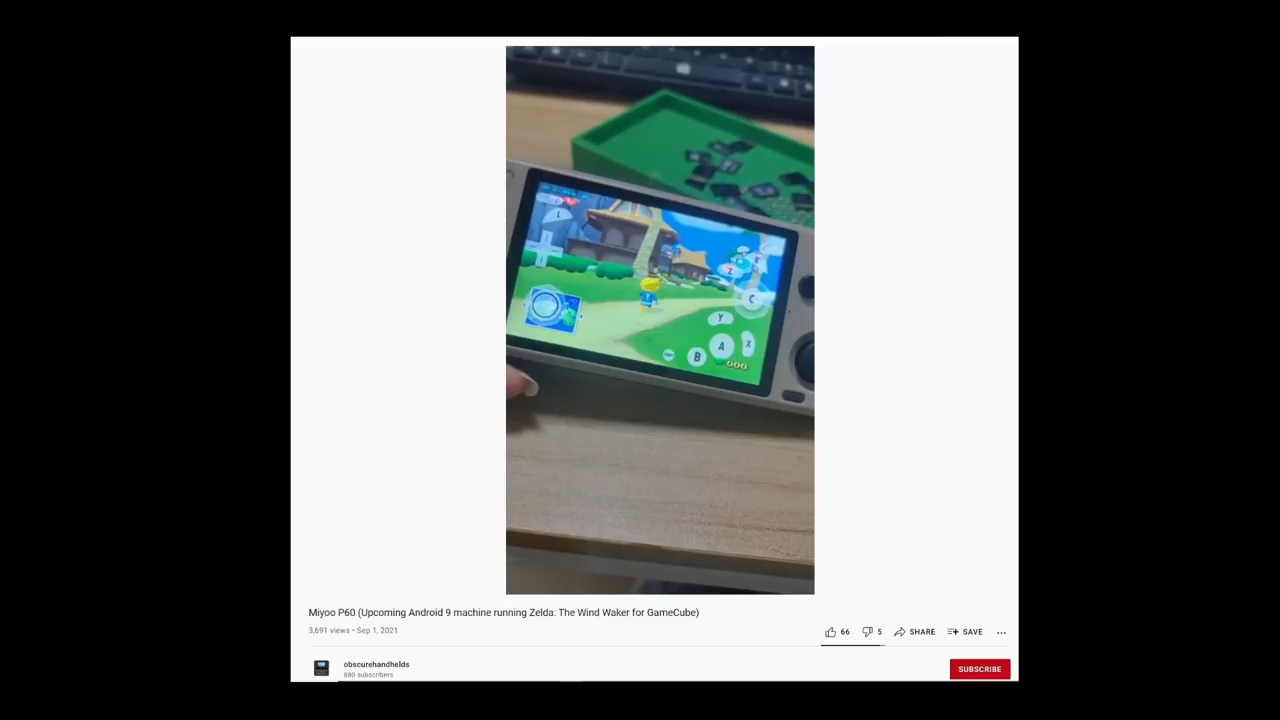 L
Z
C
Y
X
A
B
000
Miyoo P60 (Upcoming Android 9 machine running Zelda: The Wind Waker for GameCube)
3,691 views • Sep 1, 2021
66
5
SHARE
SAVE
obscurehandhelds
880 subscribers
SUBSCRIBE